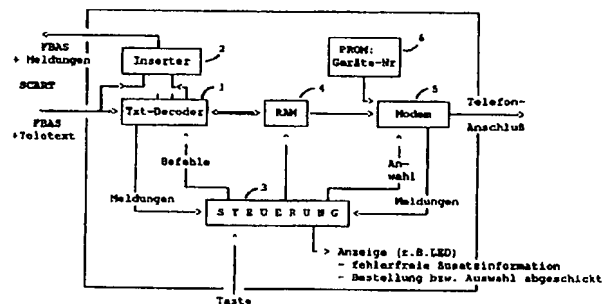 FBAS
+ Meldungen
2
Inserter
PROM:
Geräte-Nr
6
SCART
1
Txt-Decoder
4
RAM
5
Modem
Telefon-
Anschluß
FBAS
+Teletext
Befehle
An-
wahl
Meldungen
3
Meldungen
S T E U E R U N G
Anzeige (z.B.LED)
- fehlerfreie Zusatzinformation
- Bestellung bzw. Auswahl abgeschickt
Taste